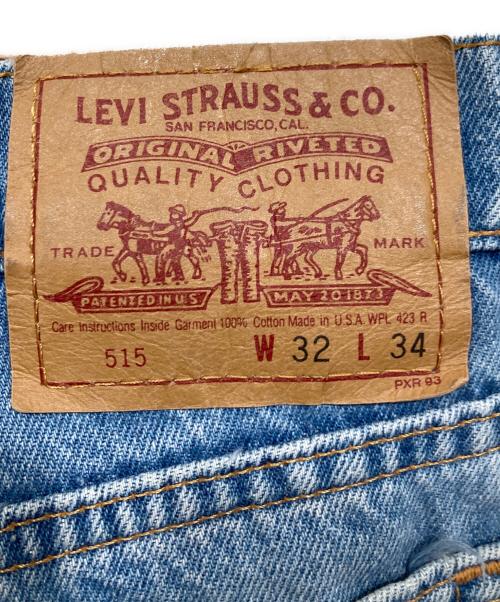 LEVI STRAUSS & CO.
SAN FRANCISCO, CAL.
ORIGINAL RIVETED
QUALITY CLOTHING
TRADE MARK
PATENTED IN U.S. MAY 20 1873
Care Instructions Inside Garment 100% Cotton Made in U.S.A. WPL 423 R
515 W 32 L 34
PXR 93